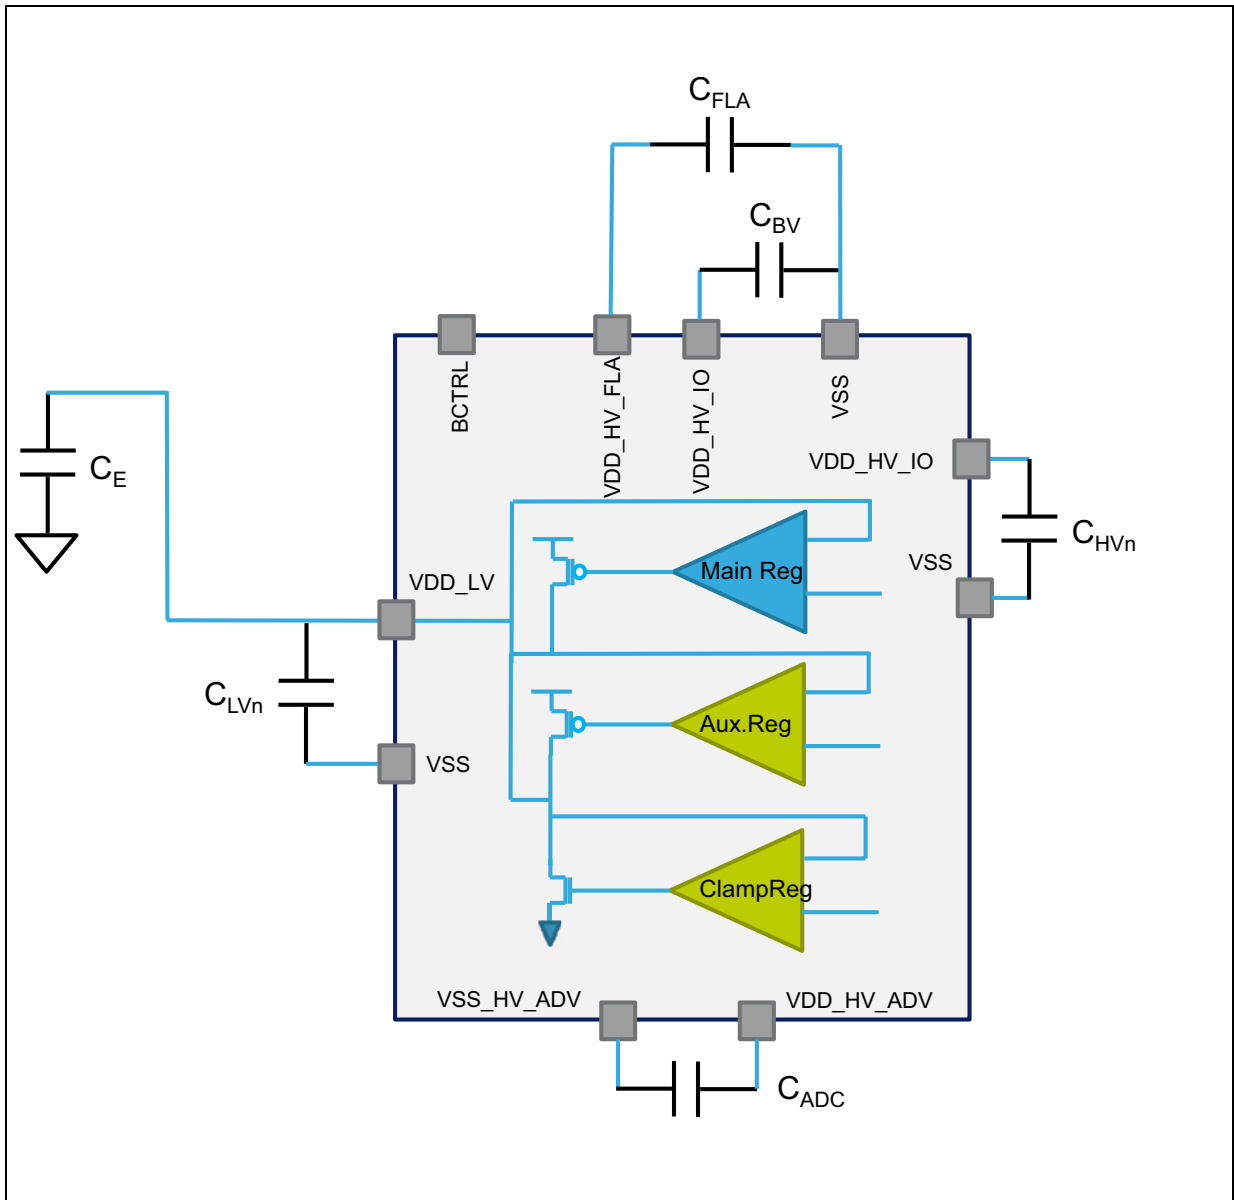 CFLA
CBV
BCTRL
VDD_HV_FLA
VDD_HV_IO
VSS
CE
VDD_HV_IO
CHVn
VSS
Main Reg
VDD_LV
CLVn
Aux.Reg
VSS
ClampReg
VSS_HV_ADV
VDD_HV_ADV
CADC